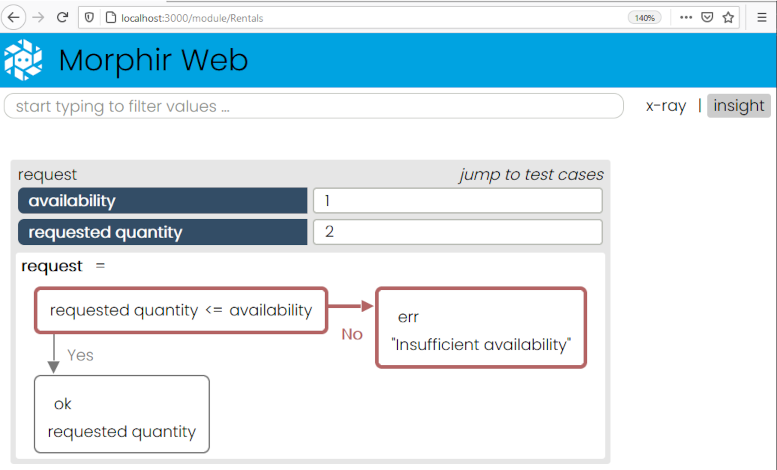 localhost:3000/module/Rentals
140%
Morphir Web
start typing to filter values ...
x-ray | insight
request
jump to test cases
availability
1
requested quantity
2
request =
requested quantity <= availability
No
err
"Insufficient availability"
Yes
ok
requested quantity